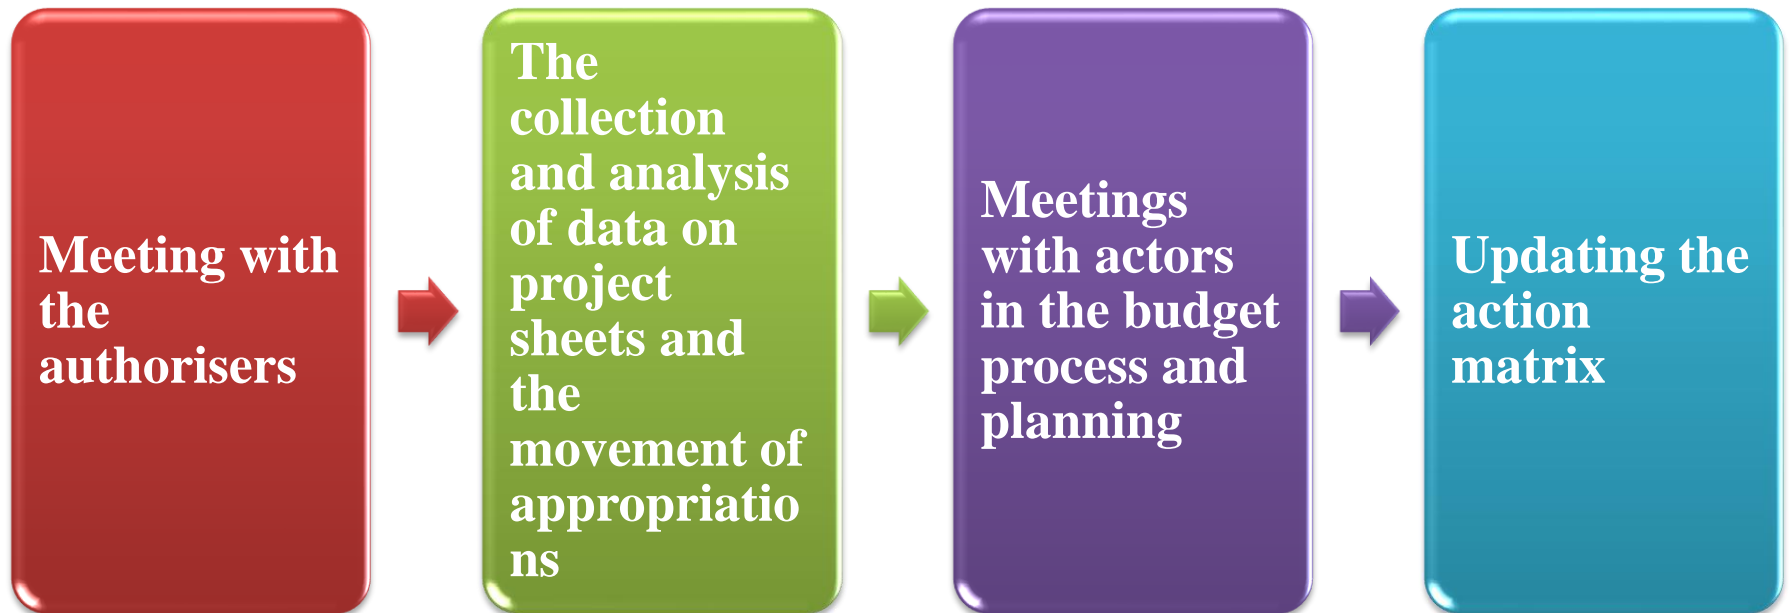 Meeting with
the
authorisers
The
collection
and analysis
of data on
project
sheets and
the
movement of
appropriatio
ns
Meetings
with actors
in the budget
process and
planning
Updating the
action
matrix